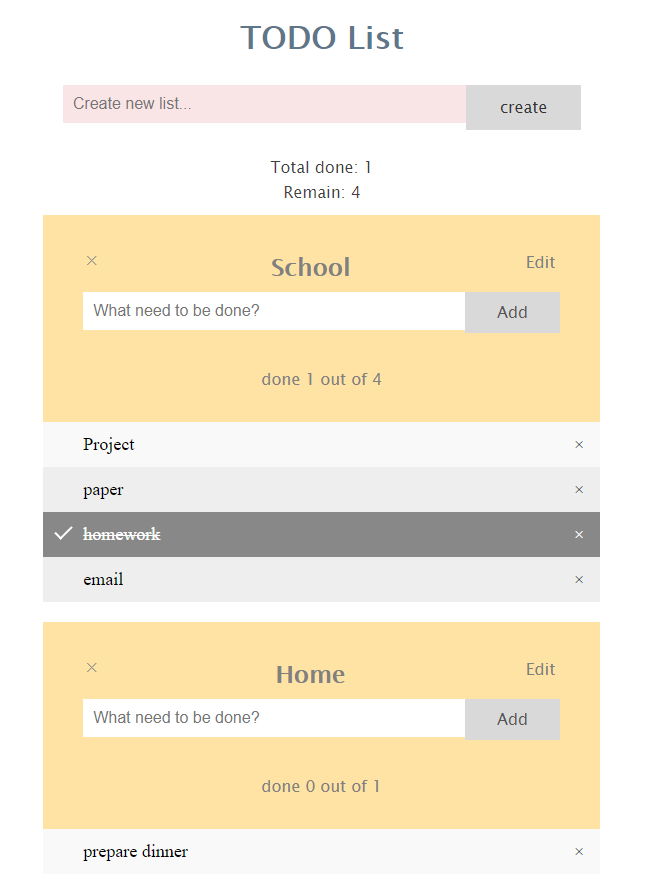 TODO List
Create new list...
create
Total done: 1
Remain: 4
× School Edit
What need to be done? Add
done 1 out of 4
Project ×
paper ×
homework ×
email ×
× Home Edit
What need to be done? Add
done 0 out of 1
prepare dinner ×